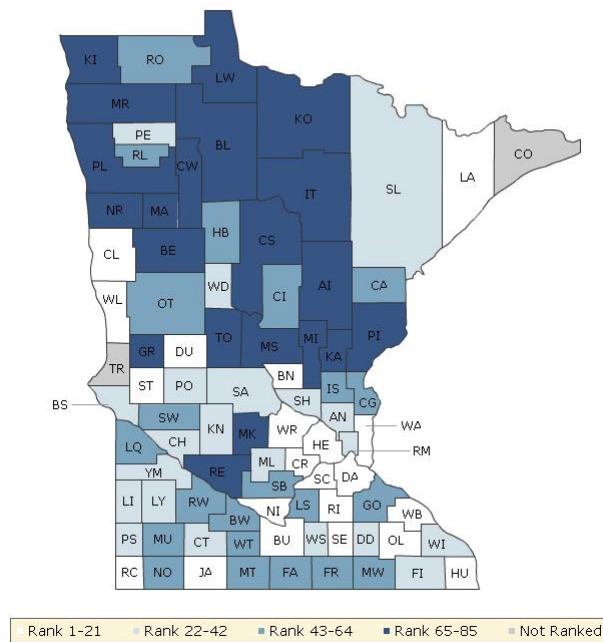 KI RO LW
MR KO
PE
PL RL CW BL SL LA CO
IT
NR MA
HB CS
CL BE
WD CI AI CA
WL OT
TO MS MI KA PI
GR DU
TR BN
ST PO SA IS
BS SH CG
SW KN AN WA
MK WR
LQ CH HE RM
RE ML CR
YM SC DA
SB
LI LY RW NI LS RI GO WB
BW
PS MU CT WT BU WS SE DD OL WI
RC NO JA MT FA FR MW FI HU
Rank 1-21 Rank 22-42 Rank 43-64 Rank 65-85 Not Ranked